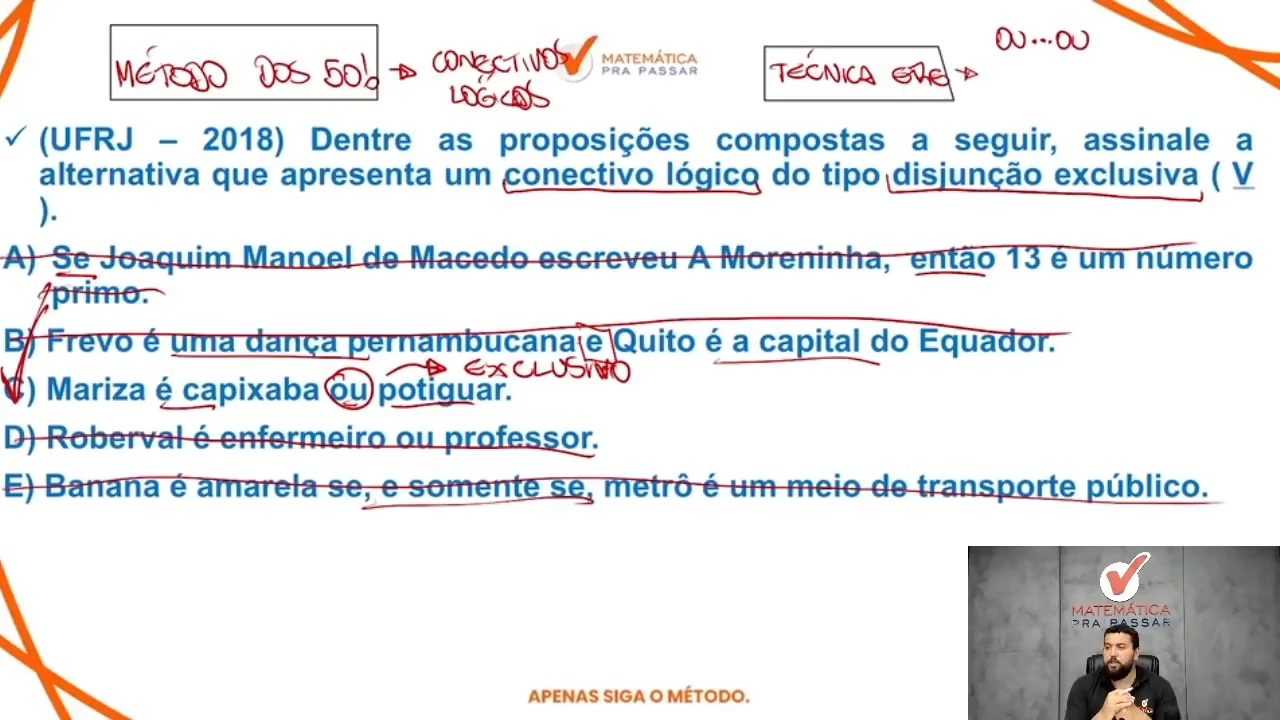 OU...OU
MÉTODO DOS 50% → CONECTIVOS
LÓGICOS
MATEMÁTICA
PRA PASSAR
TÉCNICA →
✓ (UFRJ – 2018) Dentre as proposições compostas a seguir, assinale a
alternativa que apresenta um conectivo lógico do tipo disjunção exclusiva ( V
).
A) Se Joaquim Manoel de Macedo escreveu A Moreninha, então 13 é um número
primo.
B) Frevo é uma dança pernambucana e Quito é a capital do Equador.
→ EXCLUSIVO
C) Mariza é capixaba ou potiguar.
D) Roberval é enfermeiro ou professor.
E) Banana é amarela se, e somente se, metrô é um meio de transporte público.
MATEMÁTICA
PRA PASSAR
APENAS SIGA O MÉTODO.